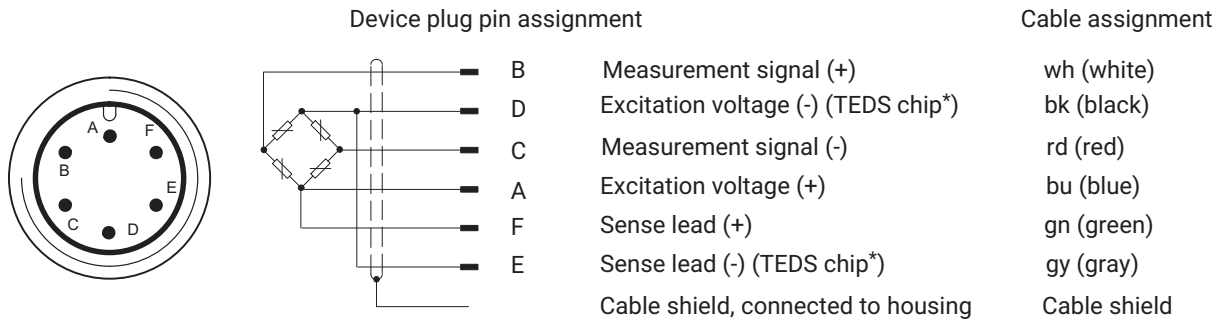 Device plug pin assignment Cable assignment
B Measurement signal (+) wh (white)
D Excitation voltage (-) (TEDS chip*) bk (black)
C Measurement signal (-) rd (red)
A Excitation voltage (+) bu (blue)
F Sense lead (+) gn (green)
E Sense lead (-) (TEDS chip*) gy (gray)
Cable shield, connected to housing Cable shield
A F
B
E
C D